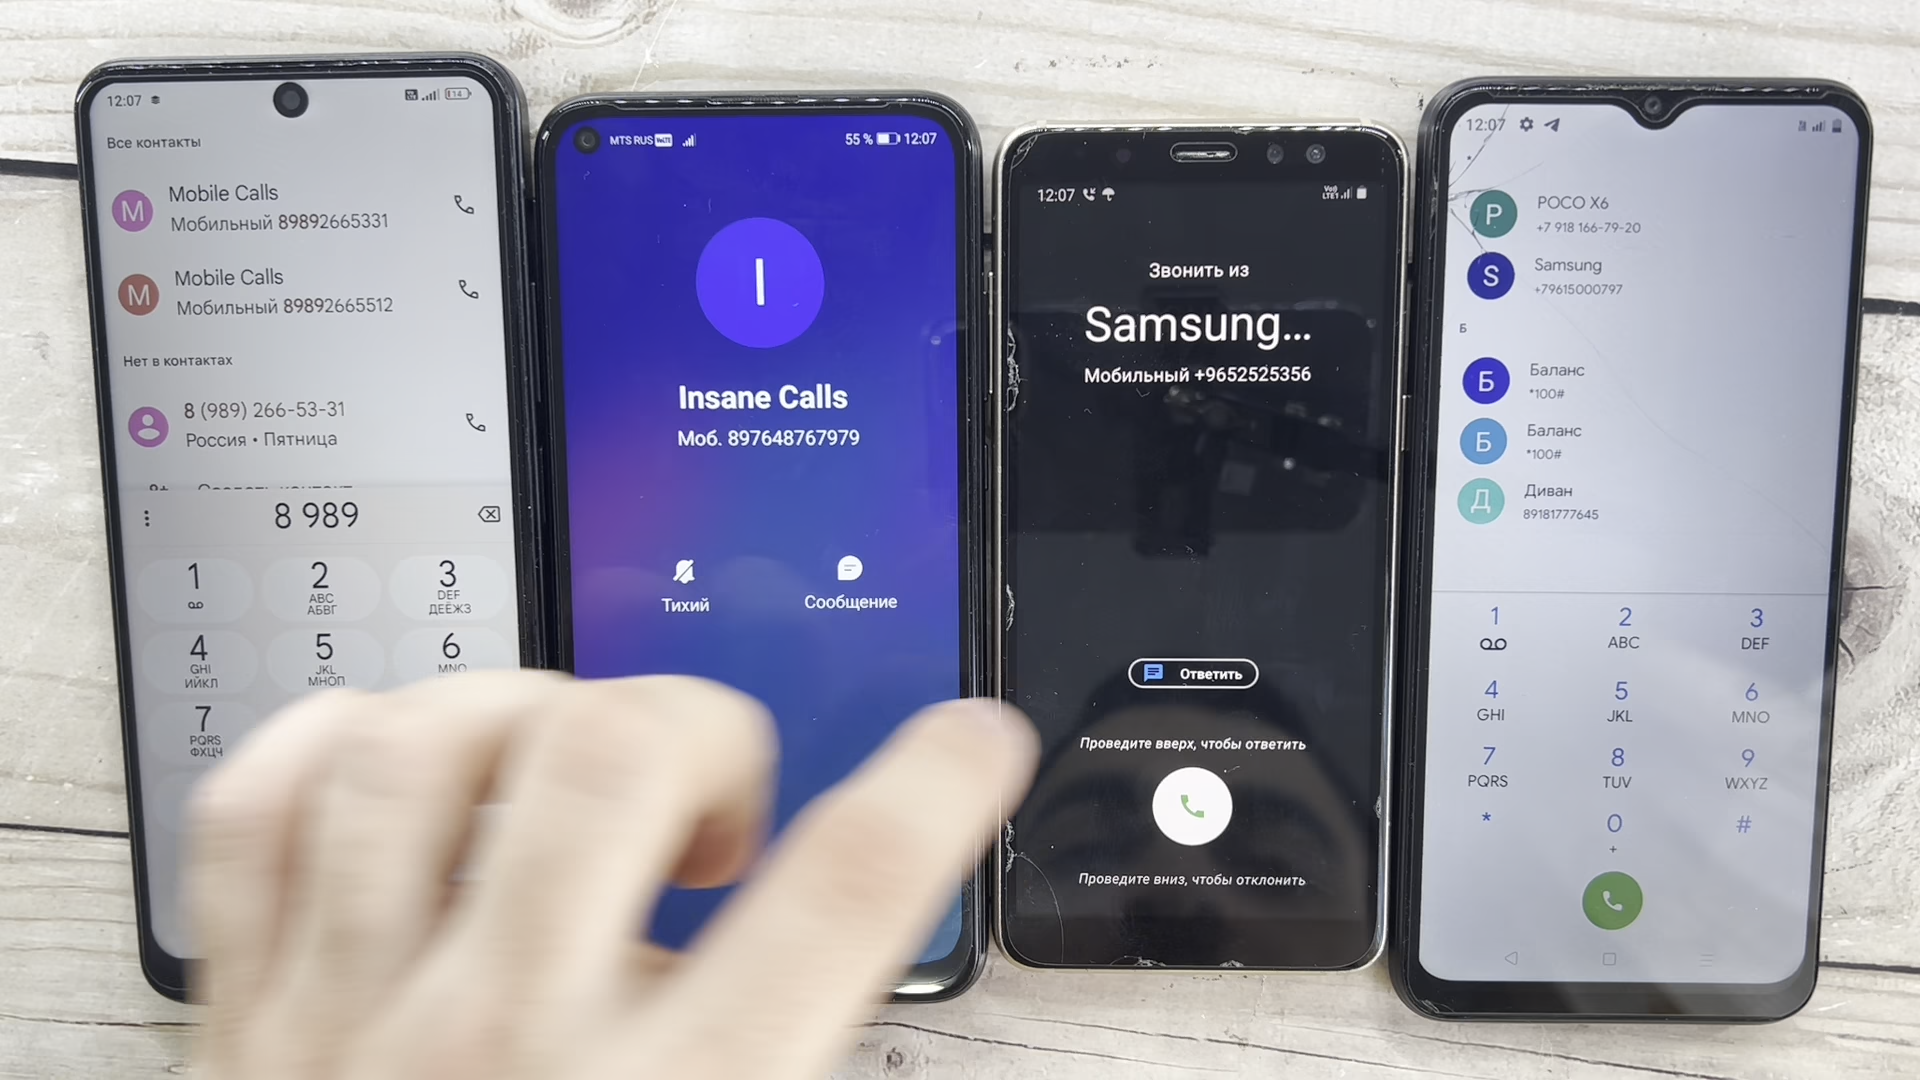 12:07
14
Все контакты
M
Mobile Calls
Мобильный 89892665331
M
Mobile Calls
Мобильный 89892665512
Нет в контактах
8 (989) 266-53-31
Россия • Пятница
8 989
1
2
ABC
АБВГ
3
DEF
ДЕЁЖЗ
4
GHI
ИЙКЛ
5
JKL
МНОП
6
MNO
7
PQRS
ФХЦЧ
MTS RUS VoLTE
55 % 12:07
I
Insane Calls
Моб. 897648767979
Тихий
Сообщение
12:07
Vo)) LTE1
Звонить из
Samsung...
Мобильный +9652525356
Ответить
Проведите вверх, чтобы ответить
Проведите вниз, чтобы отклонить
12:07
P
POCO X6
+7 918 166-79-20
S
Samsung
+79615000797
Б
Б
Баланс
*100#
Б
Баланс
*100#
Д
Диван
89181777645
1
2
ABC
3
DEF
4
GHI
5
JKL
6
MNO
7
PQRS
8
TUV
9
WXYZ
*
0
+
#